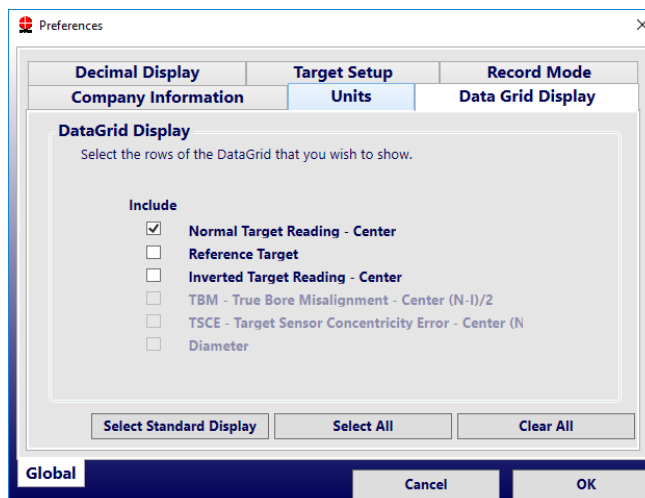 Preferences
Decimal Display Target Setup Record Mode
Company Information Units Data Grid Display
DataGrid Display
Select the rows of the DataGrid that you wish to show.
Include
Normal Target Reading - Center
Reference Target
Inverted Target Reading - Center
TBM - True Bore Misalignment - Center (N-I)/2
TSCE - Target Sensor Concentricity Error - Center (N
Diameter
Select Standard Display Select All Clear All
Global
Cancel OK